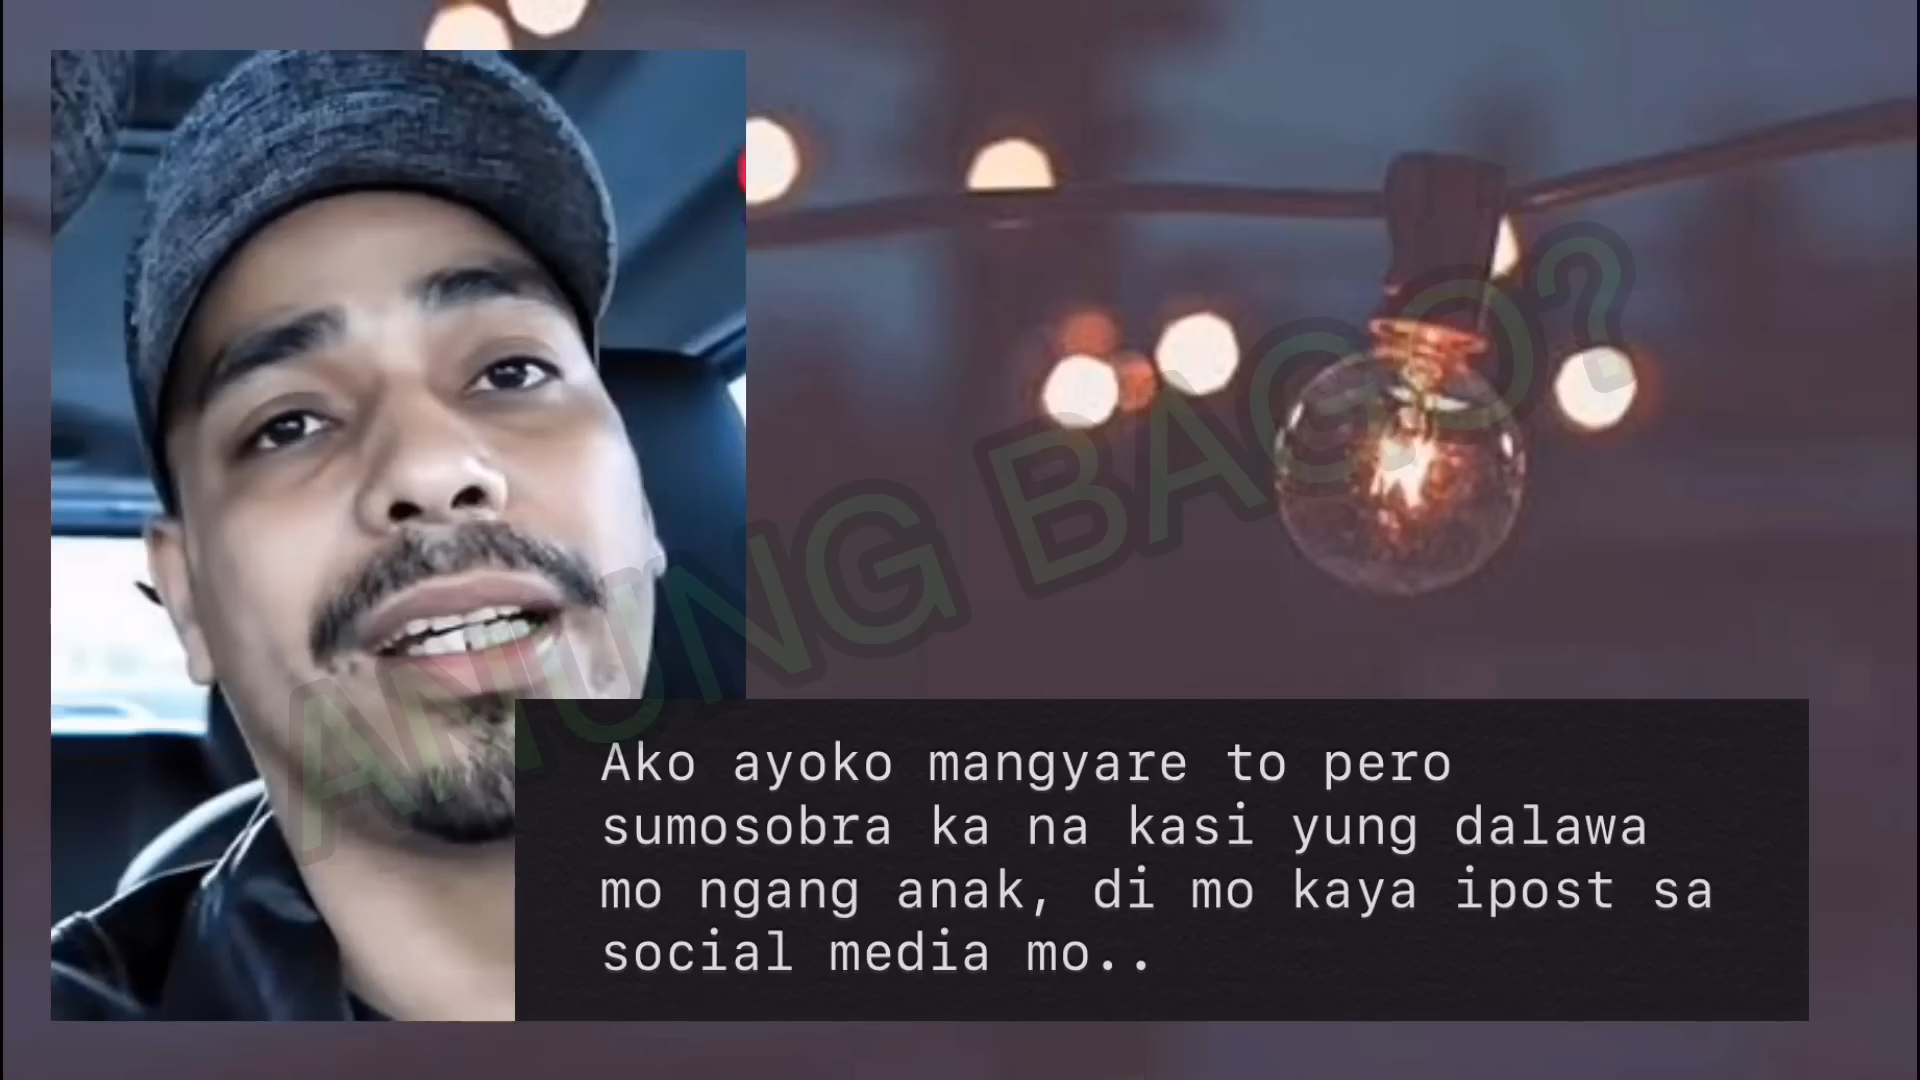 ANUNG BAGO?
Ako ayoko mangyare to pero
sumosobra ka na kasi yung dalawa
mo ngang anak, di mo kaya ipost sa
social media mo..